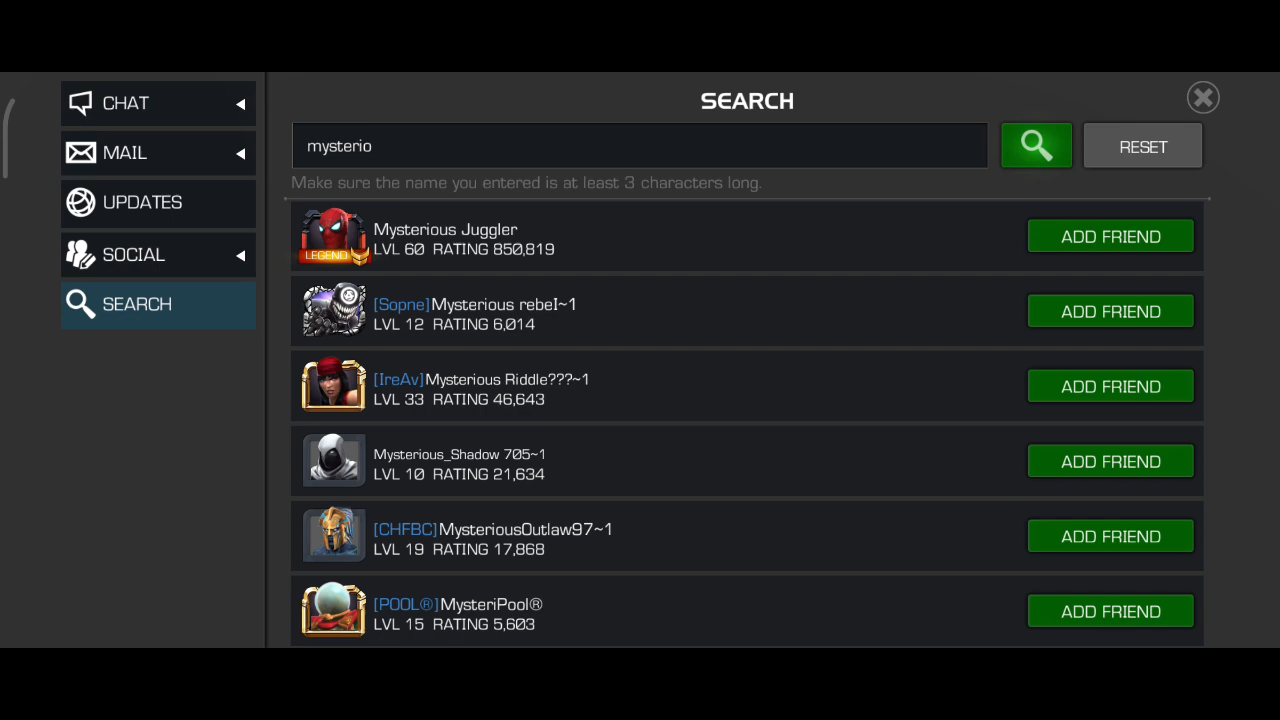 CHAT
MAIL
UPDATES
SOCIAL
SEARCH
SEARCH
mysterio
RESET
Make sure the name you entered is at least 3 characters long.
Mysterious Juggler
LVL 60 RATING 850,819
LEGEND
ADD FRIEND
[Sopne]Mysterious rebeI~1
LVL 12 RATING 6,014
ADD FRIEND
[IreAv]Mysterious Riddle???~1
LVL 33 RATING 46,643
ADD FRIEND
Mysterious_Shadow 705~1
LVL 10 RATING 21,634
ADD FRIEND
[CHFBC]MysteriousOutlaw97~1
LVL 19 RATING 17,868
ADD FRIEND
[POOL®]MysteriPool®
LVL 15 RATING 5,603
ADD FRIEND